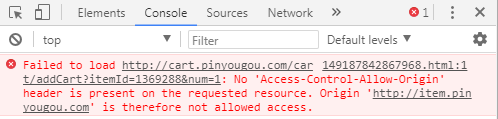 Elements Console Sources Network
1
top Filter Default levels
Failed to load http://cart.pinyougou.com/car 149187842867968.html:1
t/addCart?itemId=1369288&num=1: No 'Access-Control-Allow-Origin'
header is present on the requested resource. Origin 'http://item.pin
yougou.com' is therefore not allowed access.